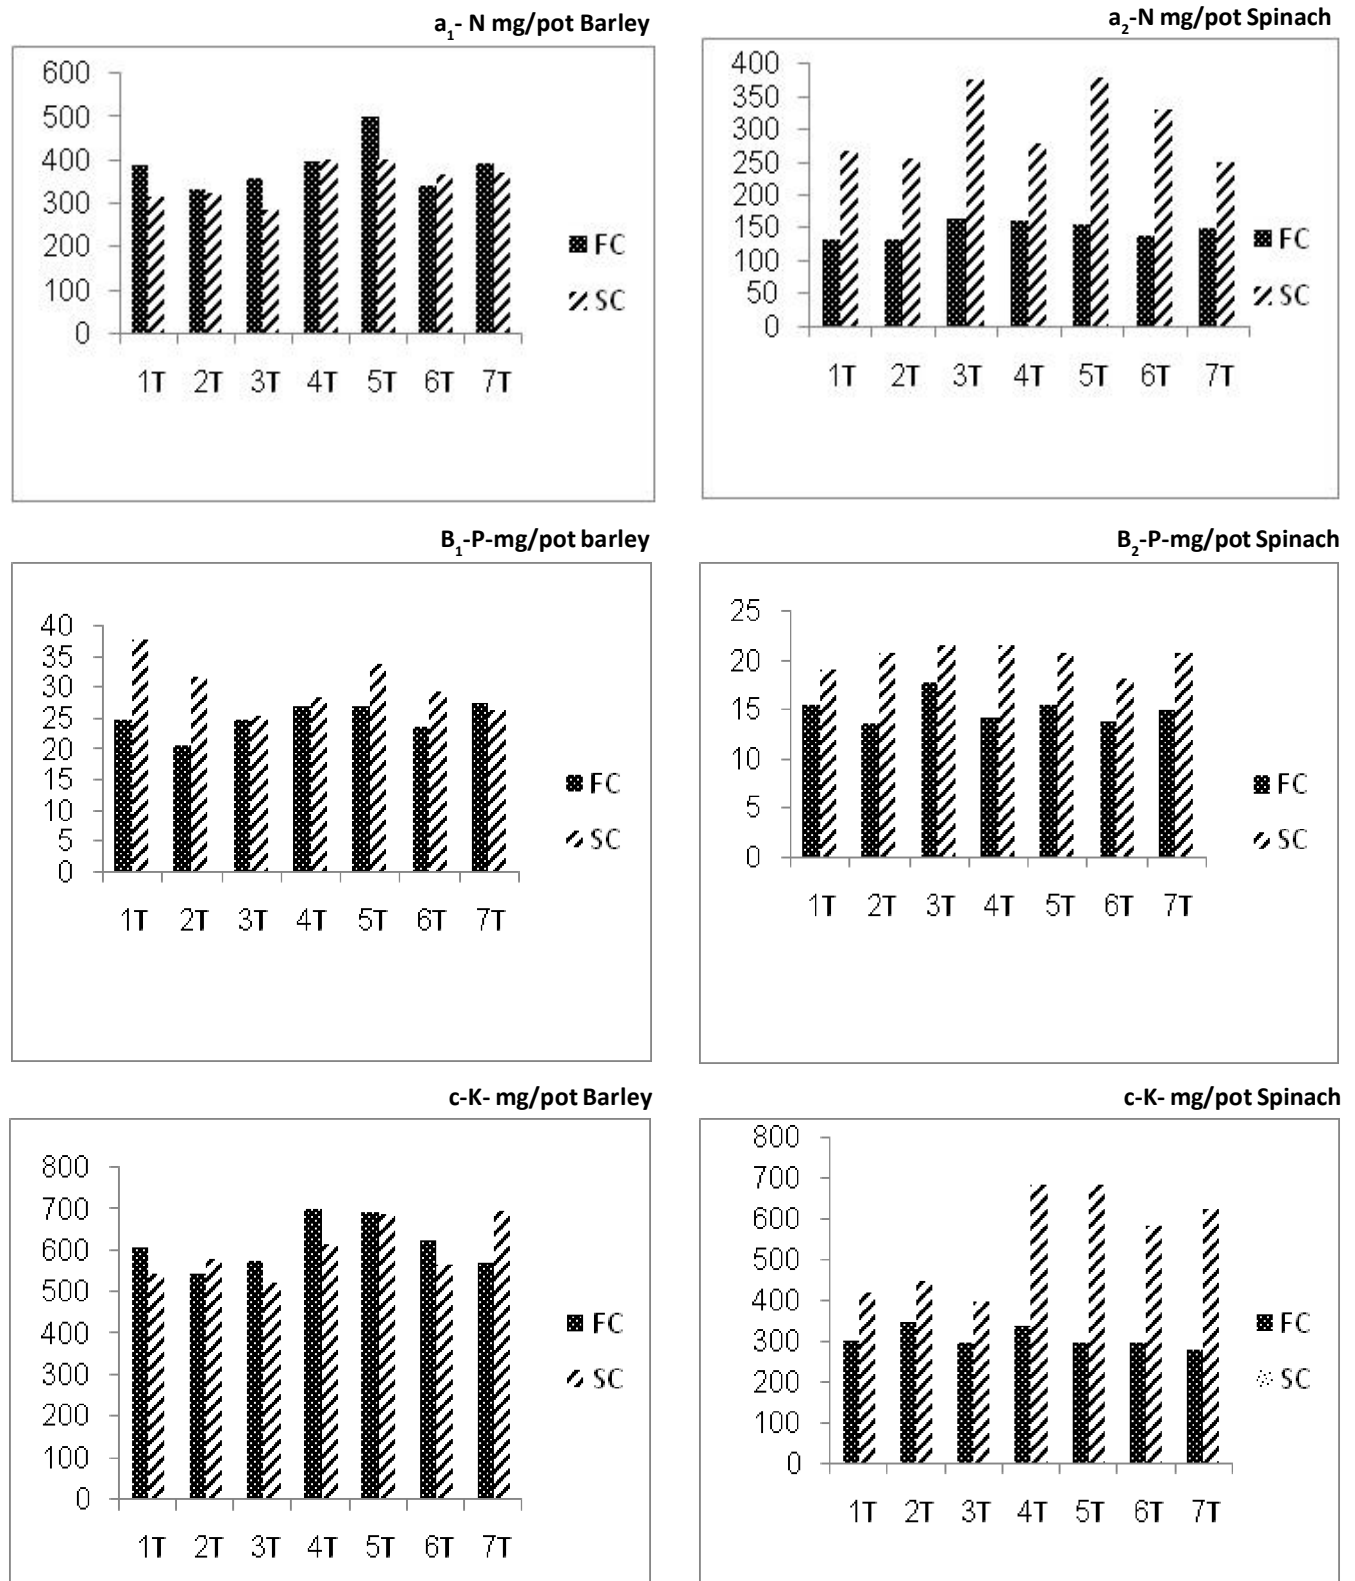 a1- N mg/pot Barley
600
500
400
300
200
100
0
1T 2T 3T 4T 5T 6T 7T
FC
SC
a2-N mg/pot Spinach
400
350
300
250
200
150
100
50
0
1T 2T 3T 4T 5T 6T 7T
FC
SC
B1-P-mg/pot barley
40
35
30
25
20
15
10
5
0
1T 2T 3T 4T 5T 6T 7T
FC
SC
B2-P-mg/pot Spinach
25
20
15
10
5
0
1T 2T 3T 4T 5T 6T 7T
FC
SC
c-K- mg/pot Barley
800
700
600
500
400
300
200
100
0
1T 2T 3T 4T 5T 6T 7T
FC
SC
c-K- mg/pot Spinach
800
700
600
500
400
300
200
100
0
1T 2T 3T 4T 5T 6T 7T
FC
SC